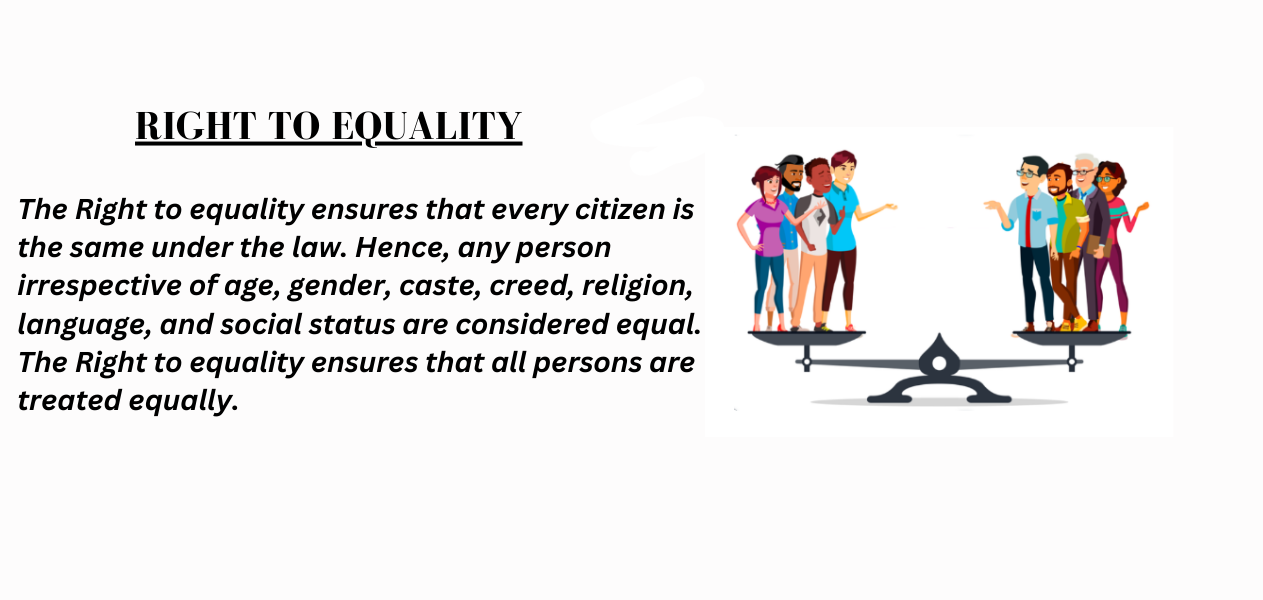 RIGHT TO EQUALITY
The Right to equality ensures that every citizen is
the same under the law. Hence, any person
irrespective of age, gender, caste, creed, religion,
language, and social status are considered equal.
The Right to equality ensures that all persons are
treated equally.